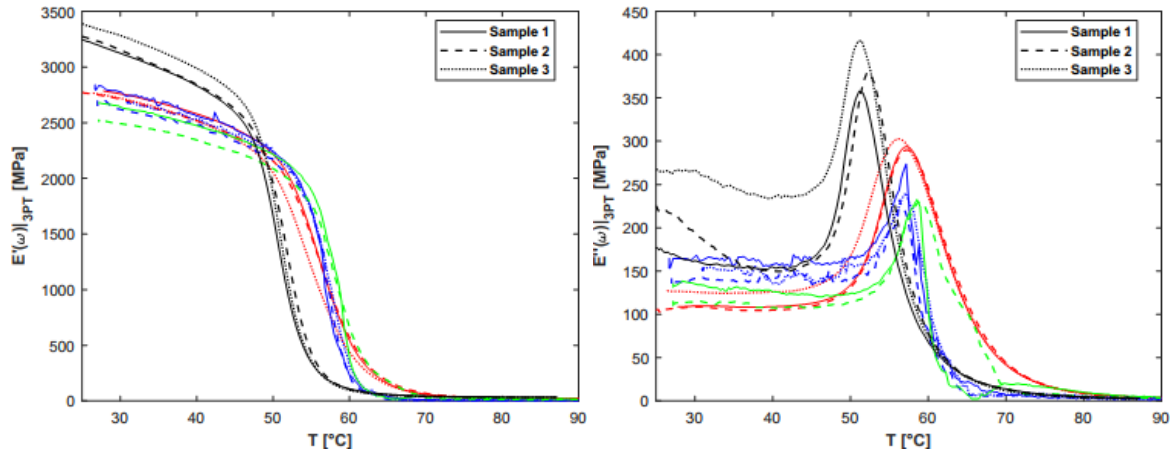 3500
3000
2500
2000
1500
1000
500
0
E'(ω)|3PT [MPa]
30 40 50 60 70 80 90
T [°C]
Sample 1
Sample 2
Sample 3
450
400
350
300
250
200
150
100
50
0
E''(ω)|3PT [MPa]
30 40 50 60 70 80 90
T [°C]
Sample 1
Sample 2
Sample 3